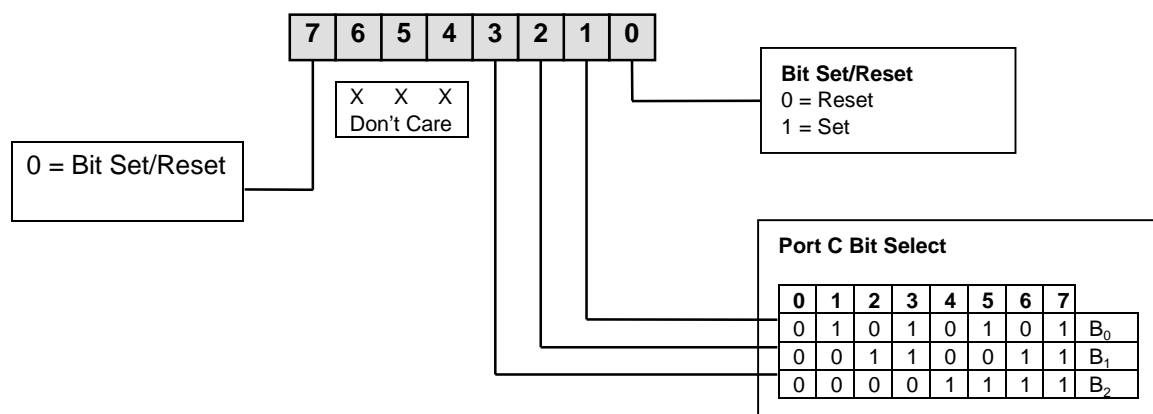 7 6 5 4 3 2 1 0
Bit Set/Reset
0 = Reset
1 = Set
X X X
Don't Care
0 = Bit Set/Reset
Port C Bit Select
0 1 2 3 4 5 6 7
0 1 0 1 0 1 0 1 B0
0 0 1 1 0 0 1 1 B1
0 0 0 0 1 1 1 1 B2